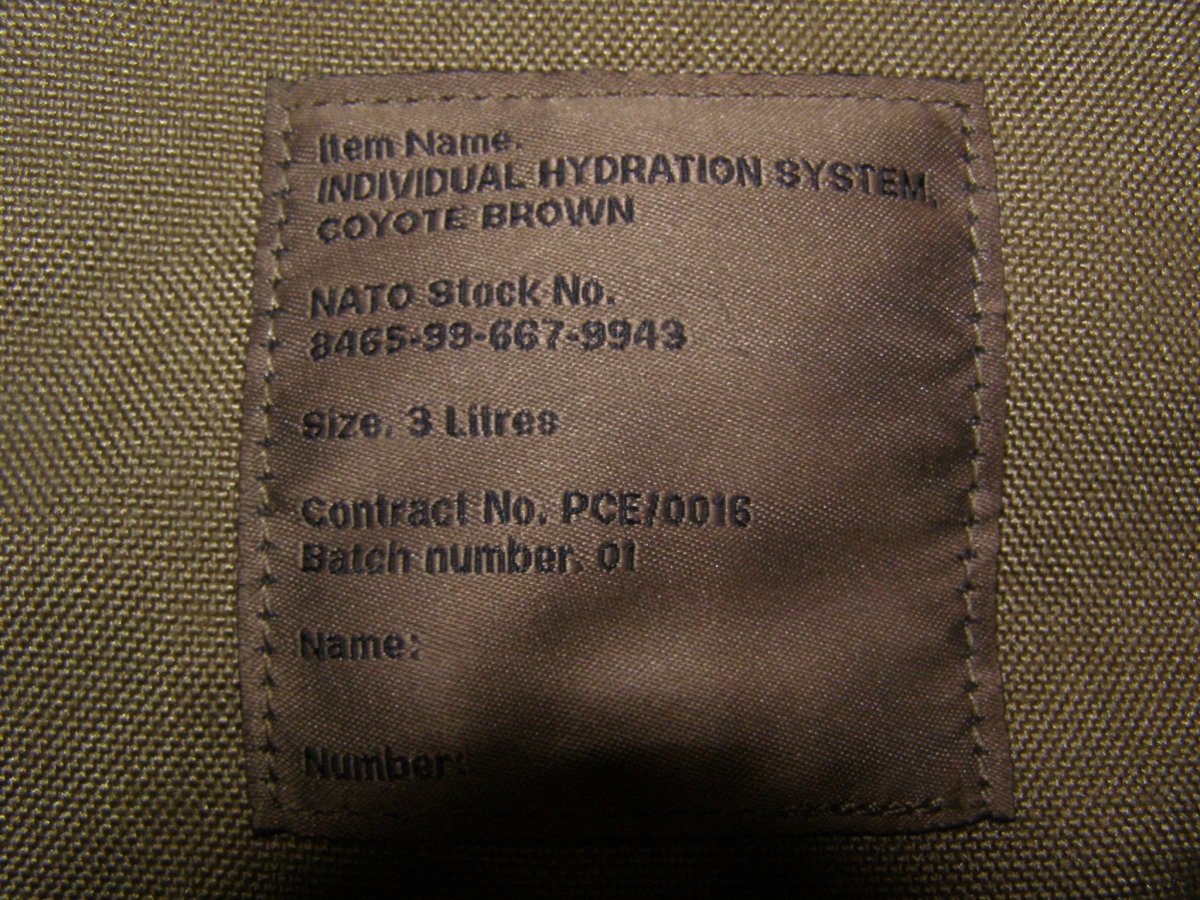 Item Name.
INDIVIDUAL HYDRATION SYSTEM,
COYOTE BROWN
NATO Stock No.
8465-99-667-9943
Size. 3 Litres
Contract No. PCE/0016
Batch number. 01
Name:
Number: